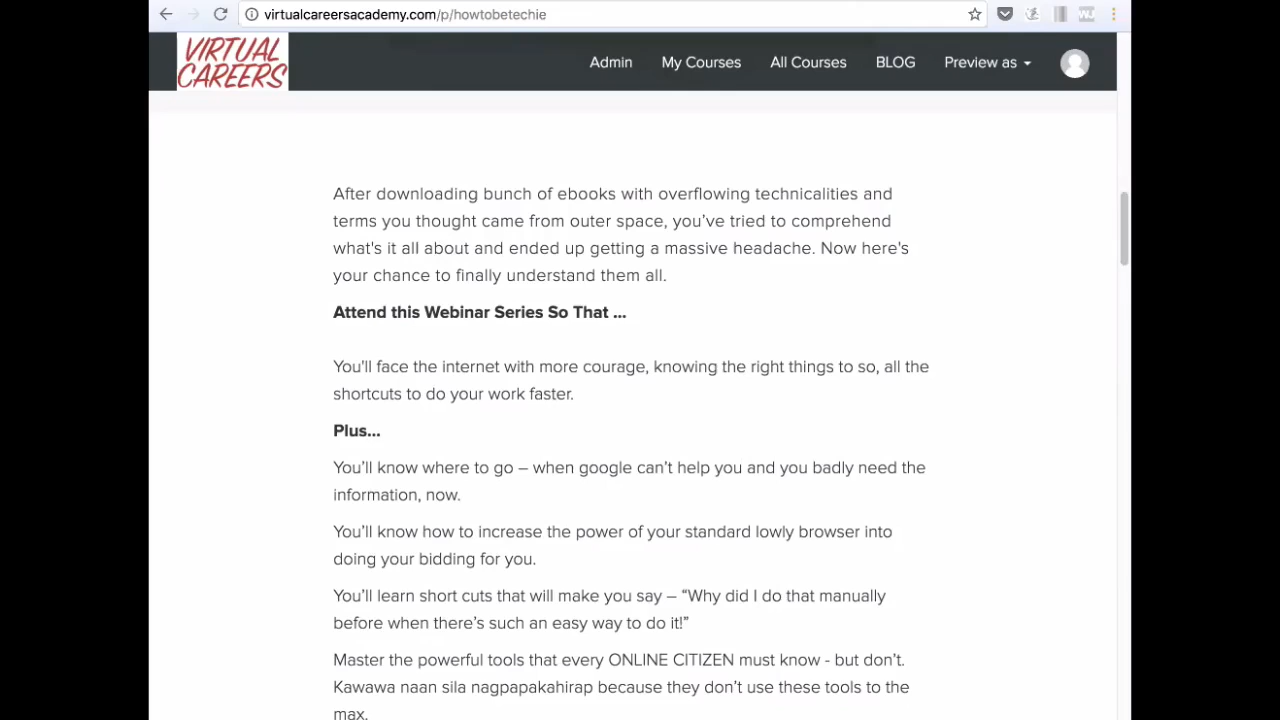 virtualcareersacademy.com/p/howtobetechie
VIRTUAL
CAREERS
Admin My Courses All Courses BLOG Preview as
After downloading bunch of ebooks with overflowing technicalities and
terms you thought came from outer space, you’ve tried to comprehend
what's it all about and ended up getting a massive headache. Now here's
your chance to finally understand them all.
Attend this Webinar Series So That ...
You'll face the internet with more courage, knowing the right things to so, all the
shortcuts to do your work faster.
Plus...
You’ll know where to go – when google can’t help you and you badly need the
information, now.
You’ll know how to increase the power of your standard lowly browser into
doing your bidding for you.
You’ll learn short cuts that will make you say – “Why did I do that manually
before when there’s such an easy way to do it!”
Master the powerful tools that every ONLINE CITIZEN must know - but don’t.
Kawawa naan sila nagpapakahirap because they don’t use these tools to the
max.